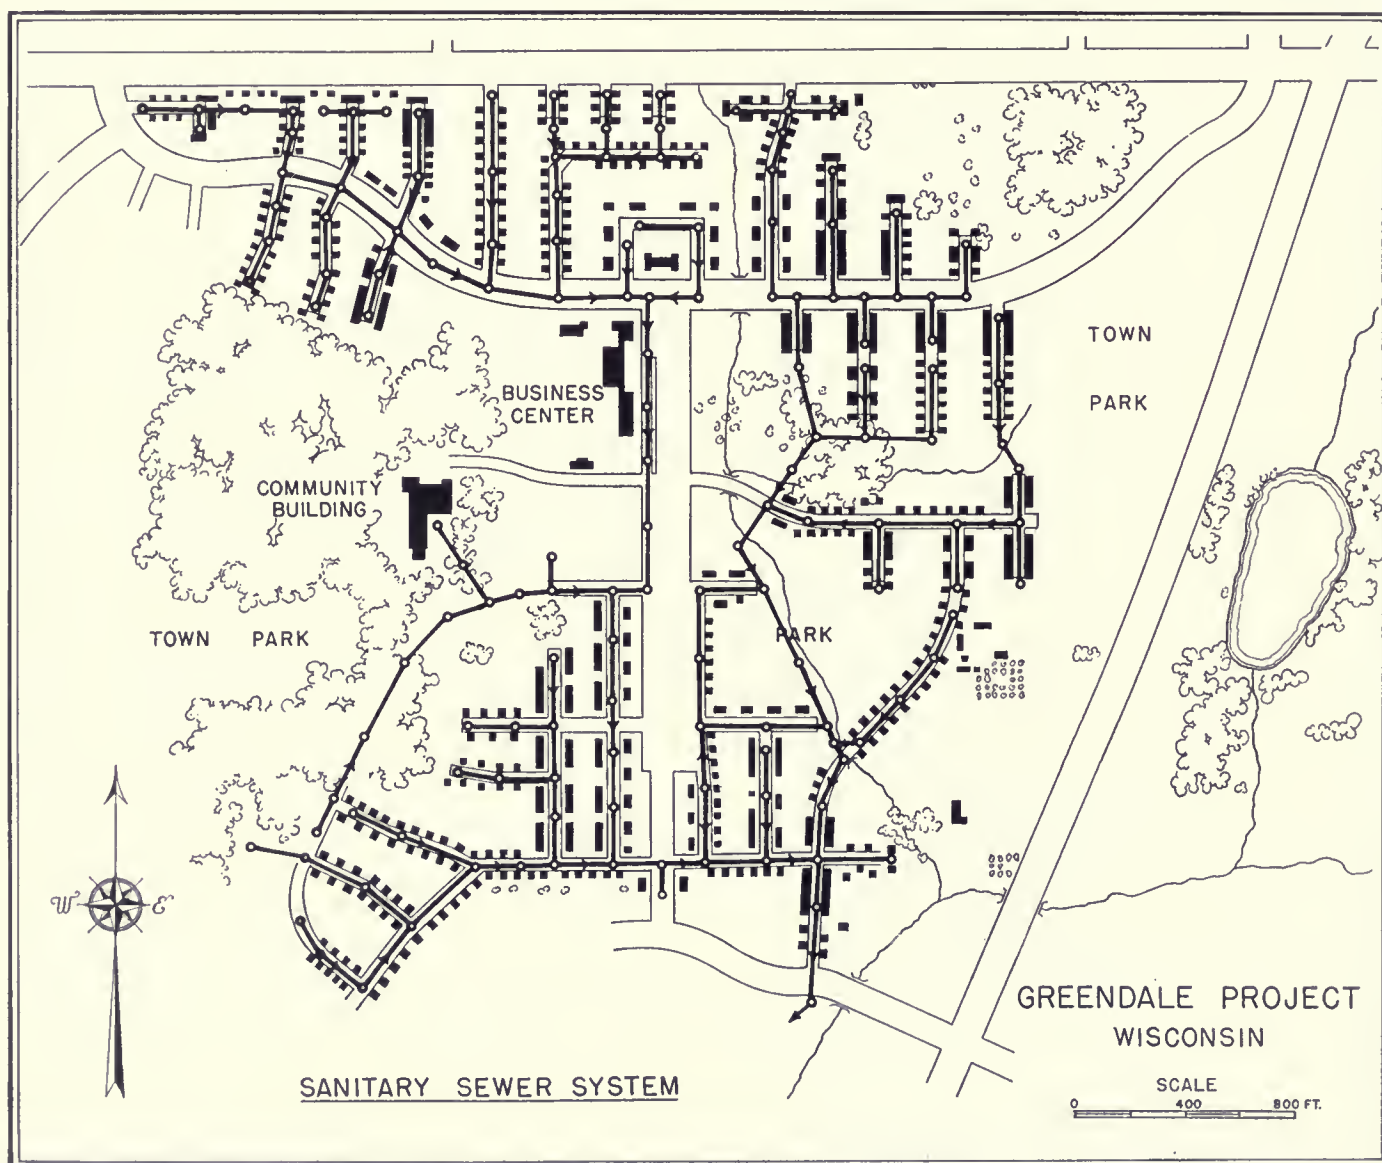 TOWN
PARK
BUSINESS
CENTER
COMMUNITY
BUILDING
TOWN PARK
PARK
W E
GREENDALE PROJECT
WISCONSIN
SANITARY SEWER SYSTEM
SCALE
0 400 800 FT.